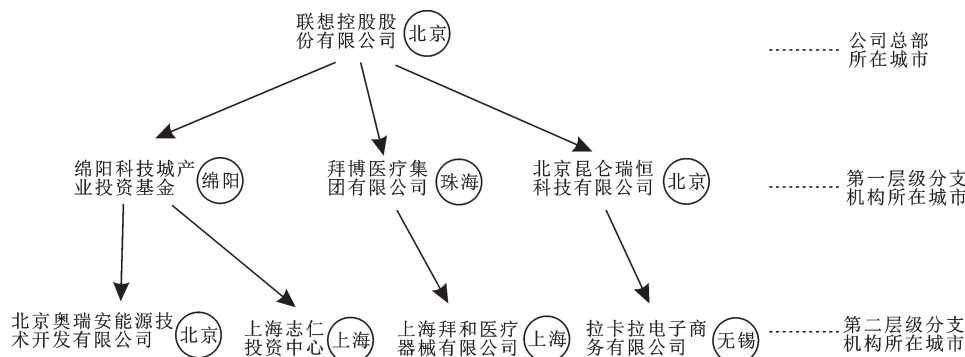 联想控股股
份有限公司
北京
公司总部
所在城市
绵阳科技城产
业投资基金
绵阳
拜博医疗集
团有限公司
珠海
北京昆仑瑞恒
科技有限公司
北京
第一层级分支
机构所在城市
北京奥瑞安能源技
术开发有限公司
北京
上海志仁
投资中心
上海
上海拜和医疗
器械有限公司
上海
拉卡拉电子商
务有限公司
无锡
第二层级分支
机构所在城市